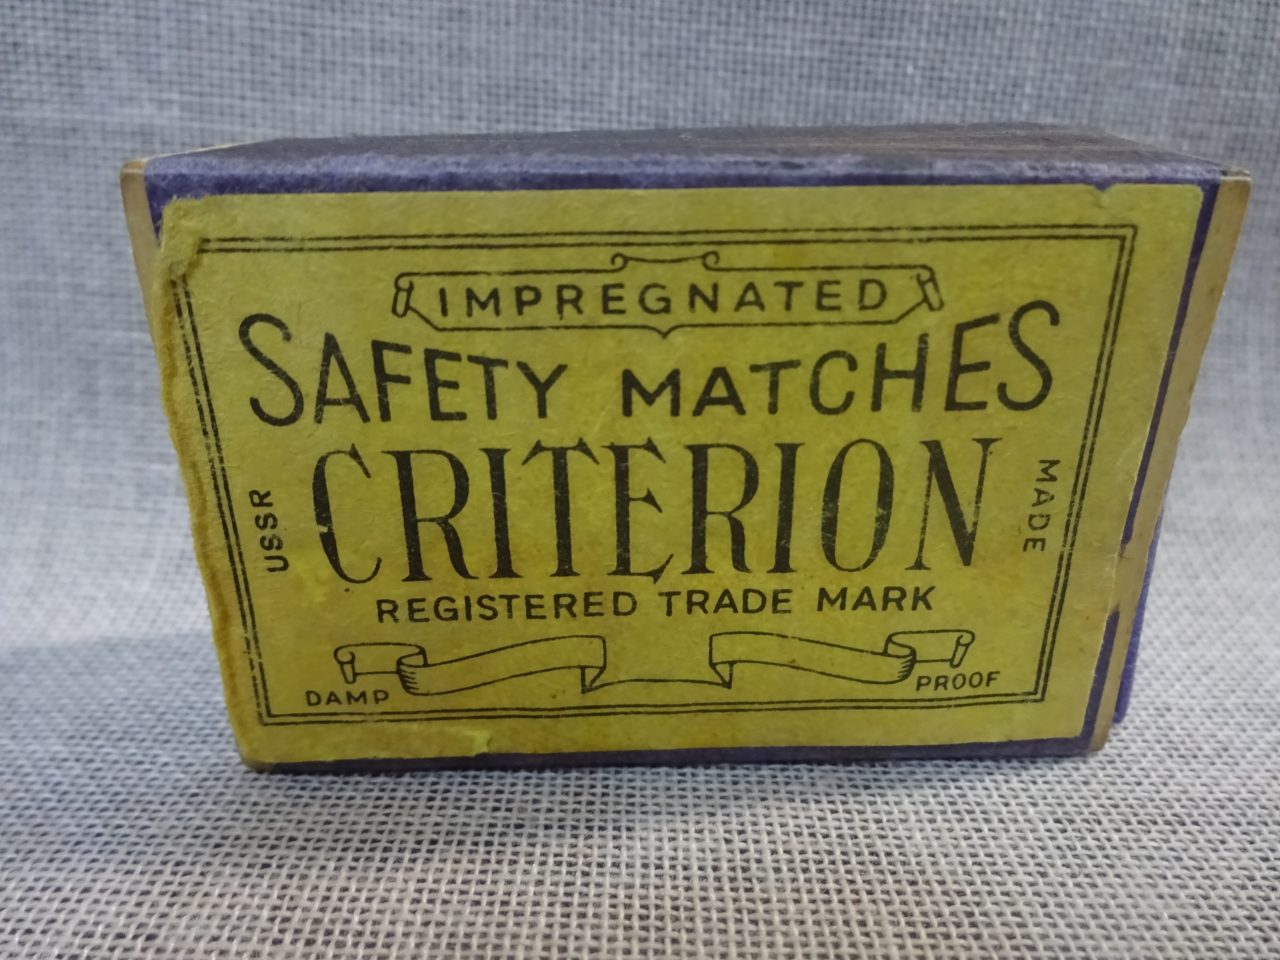 IMPREGNATED
SAFETY MATCHES
CRITERION
USSR
MADE
REGISTERED TRADE MARK
DAMP
PROOF